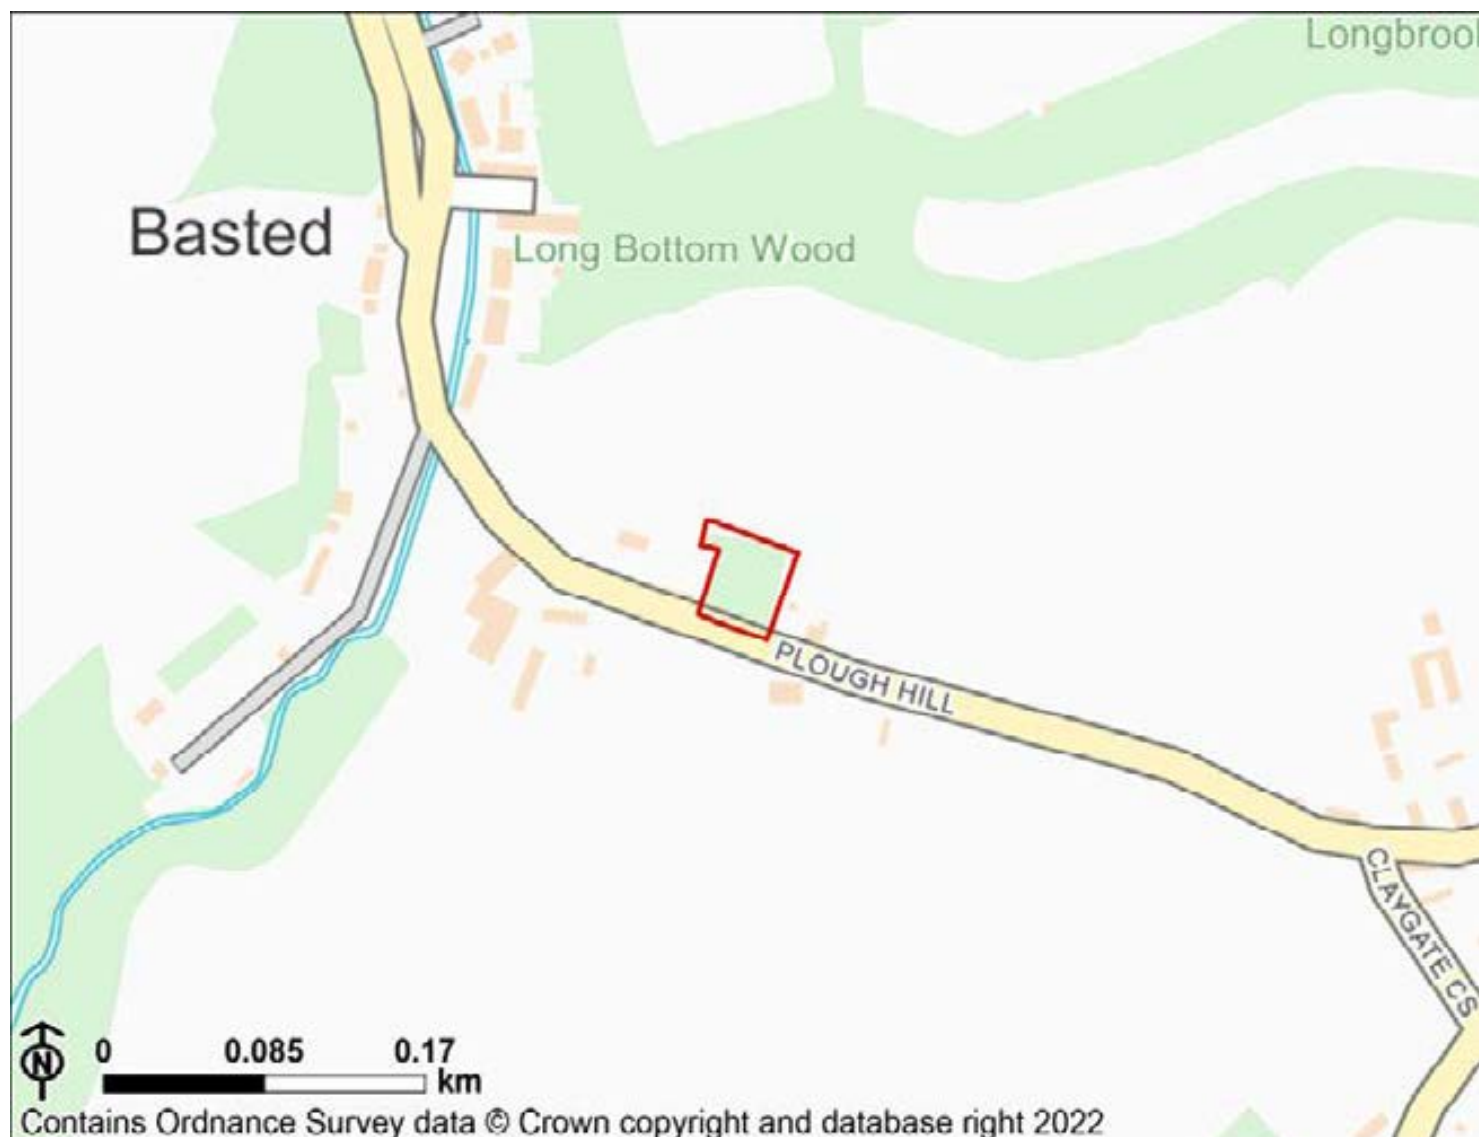 Longbrook
Basted
Long Bottom Wood
PLOUGH HILL
CLAYGATE CS
N
0 0.085 0.17
km
Contains Ordnance Survey data © Crown copyright and database right 2022